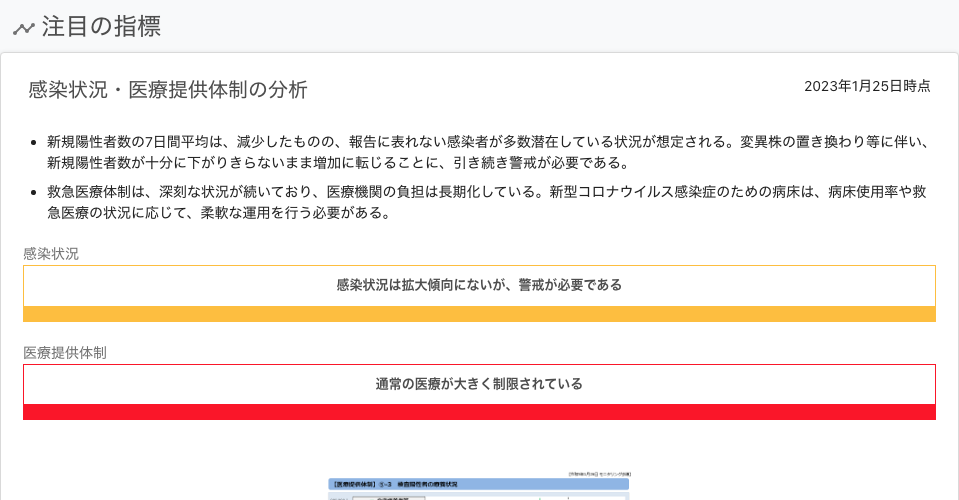 注目の指標
感染状況・医療提供体制の分析
2023年1月25日時点
新規陽性者数の7日間平均は、減少したものの、報告に表れない感染者が多数潜在している状況が想定される。変異株の置き換わり等に伴い、
新規陽性者数が十分に下がりきらないまま増加に転じることに、引き続き警戒が必要である。
救急医療体制は、深刻な状況が続いており、医療機関の負担は長期化している。新型コロナウイルス感染症のための病床は、病床使用率や救
急医療の状況に応じて、柔軟な運用を行う必要がある。
感染状況
感染状況は拡大傾向にないが、警戒が必要である
医療提供体制
通常の医療が大きく制限されている
【医療提供体制】⑤-3 検査陽性者の療養状況